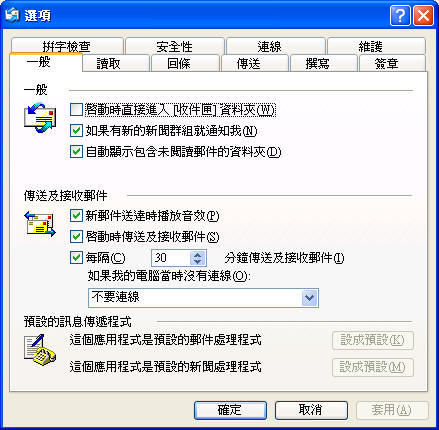 選項
拼字檢查 安全性 連線 維護
一般 讀取 回條 傳送 撰寫 簽章
一般
啓動時直接進入 [收件匣] 資料夾(W)
如果有新的新聞群組就通知我(N)
自動顯示包含未閱讀郵件的資料夾(D)
傳送及接收郵件
新郵件送達時播放音效(P)
啓動時傳送及接收郵件(S)
每隔(C) 30 分鐘傳送及接收郵件(I)
如果我的電腦當時沒有連線(O):
不要連線
預設的訊息傳遞程式
這個應用程式是預設的郵件處理程式 設成預設(K)
這個應用程式是預設的新聞處理程式 設成預設(M)
確定 取消 套用(A)